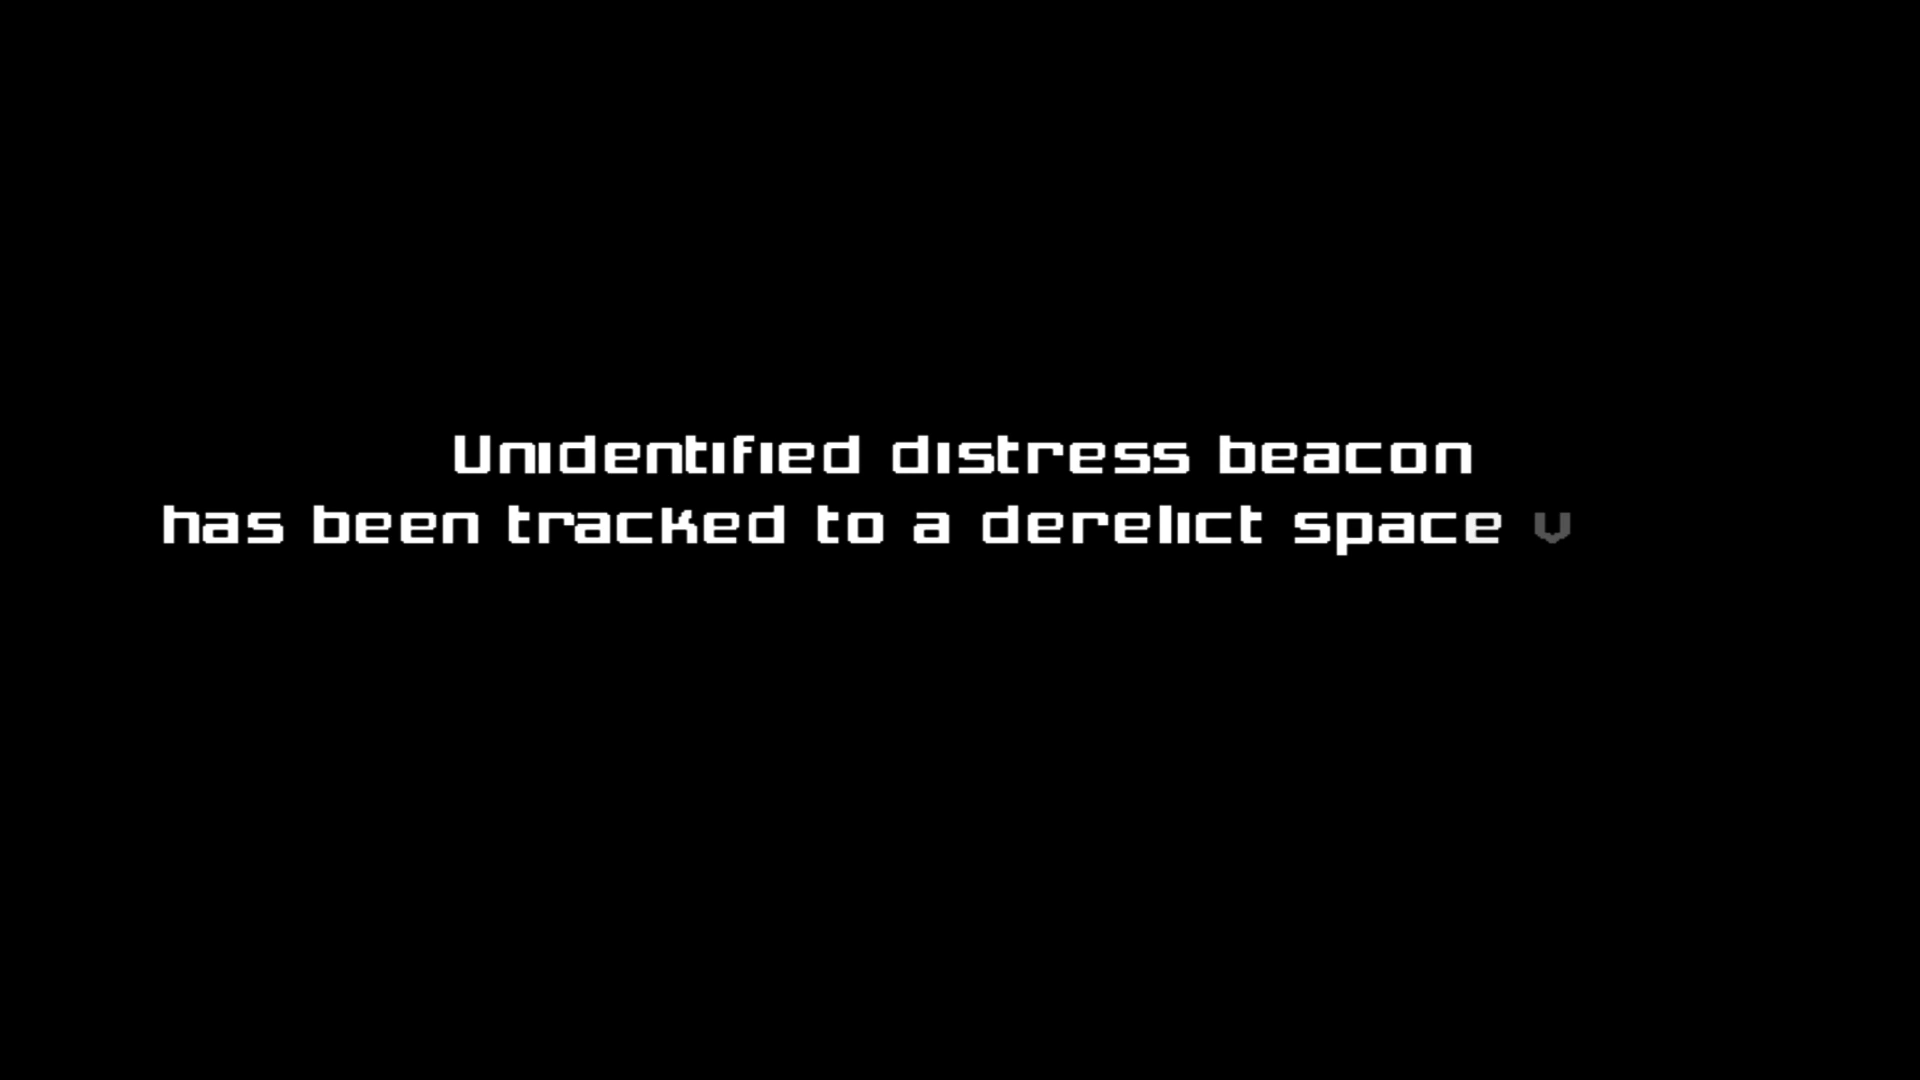 Unidentified distress beacon
has been tracked to a derelict space v